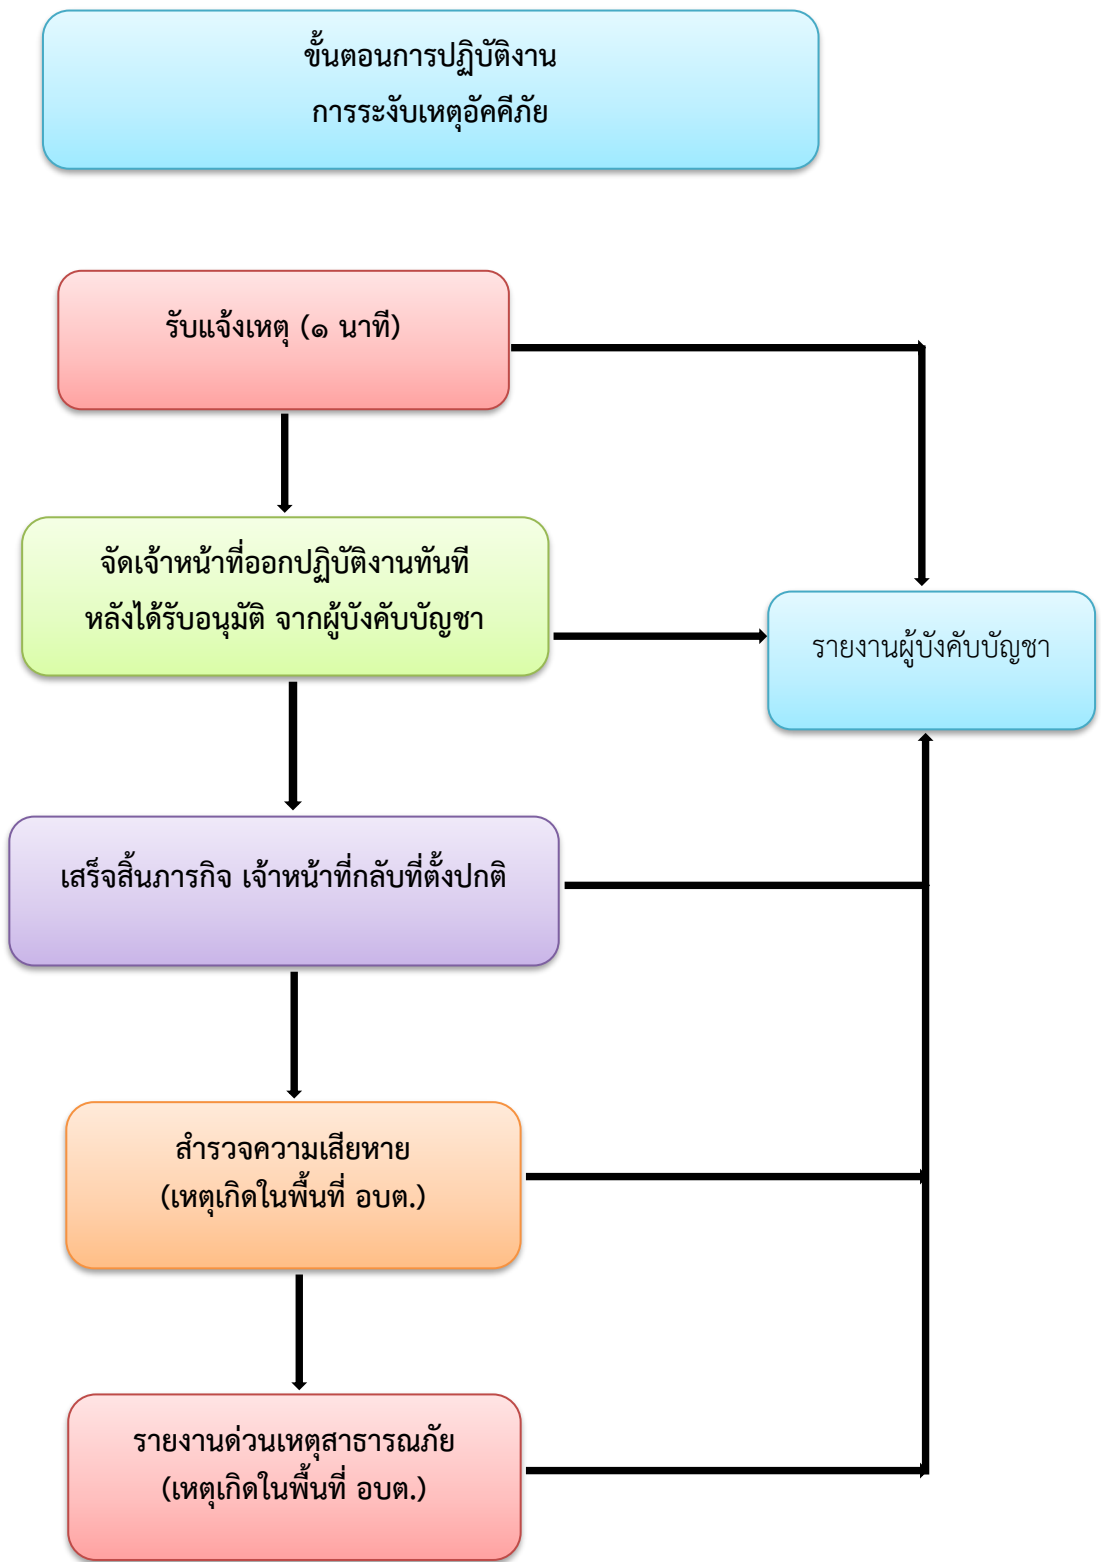 ขั้นตอนการปฏิบัติงาน
การระงับเหตุอัคคีภัย
รับแจ้งเหตุ (๑ นาที)
จัดเจ้าหน้าที่ออกปฏิบัติงานทันที
หลังได้รับอนุมัติ จากผู้บังคับบัญชา
รายงานผู้บังคับบัญชา
เสร็จสิ้นภารกิจ เจ้าหน้าที่กลับที่ตั้งปกติ
สำรวจความเสียหาย
(เหตุเกิดในพื้นที่ อบต.)
รายงานด่วนเหตุสาธารณภัย
(เหตุเกิดในพื้นที่ อบต.)